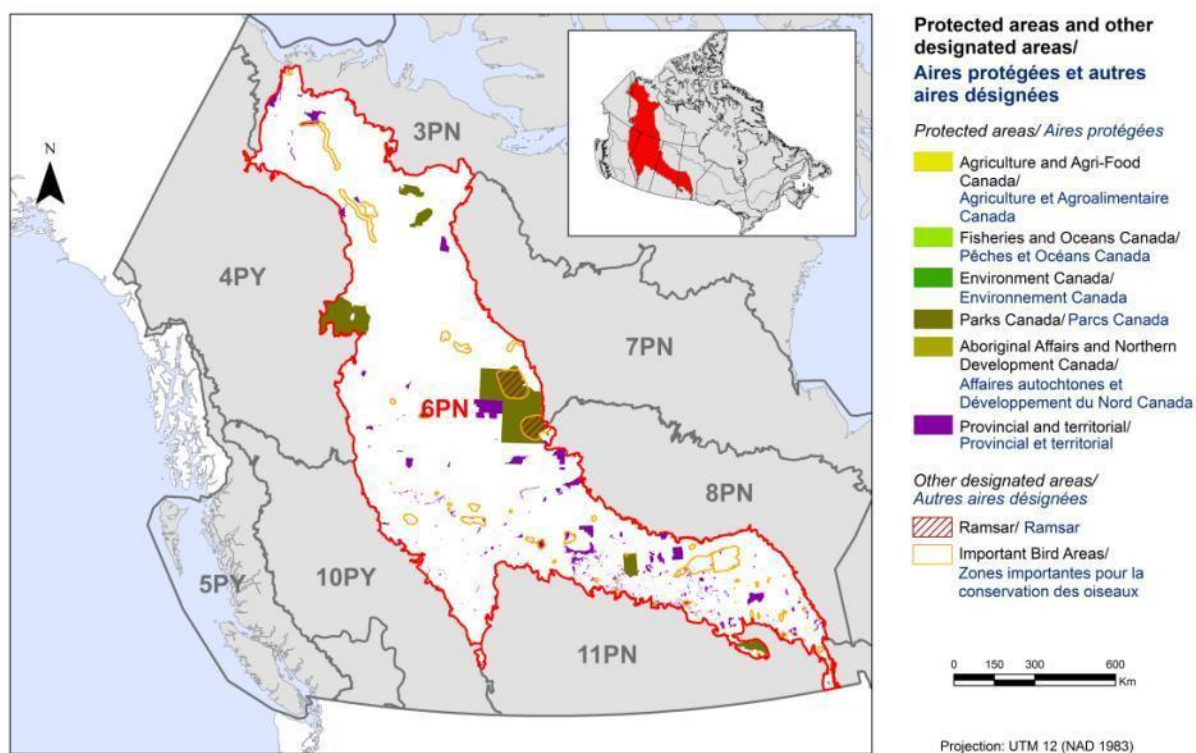 N
3PN
4PY
7PN
6PN
8PN
5PY
10PY
11PN
Protected areas and other
designated areas/
Aires protégées et autres
aires désignées
Protected areas/ Aires protégées
Agriculture and Agri-Food
Canada/
Agriculture et Agroalimentaire
Canada
Fisheries and Oceans Canada/
Pêches et Océans Canada
Environment Canada/
Environnement Canada
Parks Canada/ Parcs Canada
Aboriginal Affairs and Northern
Development Canada/
Affaires autochtones et
Développement du Nord Canada
Provincial and territorial/
Provincial et territorial
Other designated areas/
Autres aires désignées
Ramsar/ Ramsar
Important Bird Areas/
Zones importantes pour la
conservation des oiseaux
0 150 300 600
Km
Projection: UTM 12 (NAD 1983)